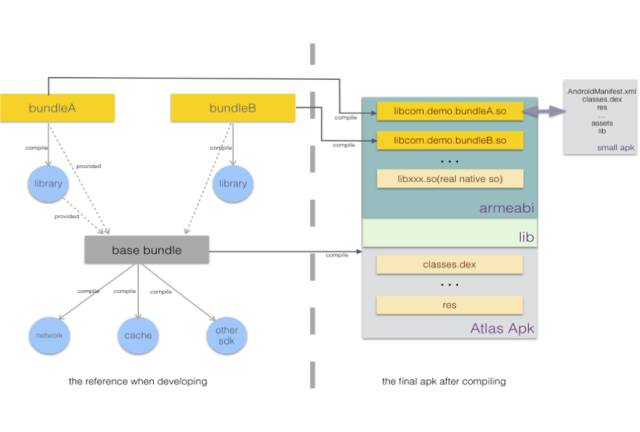 bundleA
bundleB
compile
provided
compile
library
library
provided
base bundle
compile
compile
compile
network
cache
other
sdk
the reference when developing
compile
compile
compile
libcom.demo.bundleA.so
libcom.demo.bundleB.so
...
libxxx.so(real native so)
armeabi
lib
classes.dex
...
res
Atlas Apk
the final apk after compiling
AndroidManifest.xml
classes.dex
res
...
assets
lib
small apk